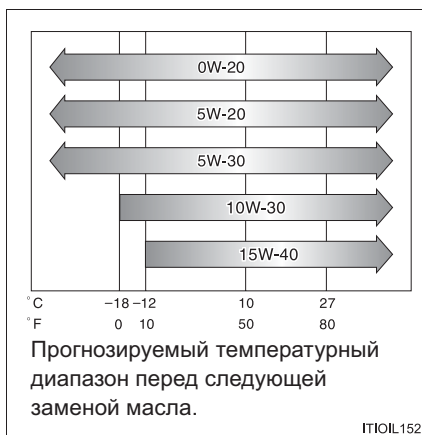 0W-20
5W-20
5W-30
10W-30
15W-40
°C −18 −12 10 27
°F 0 10 50 80
Прогнозируемый температурный
диапазон перед следующей
заменой масла.
ITIOIL152